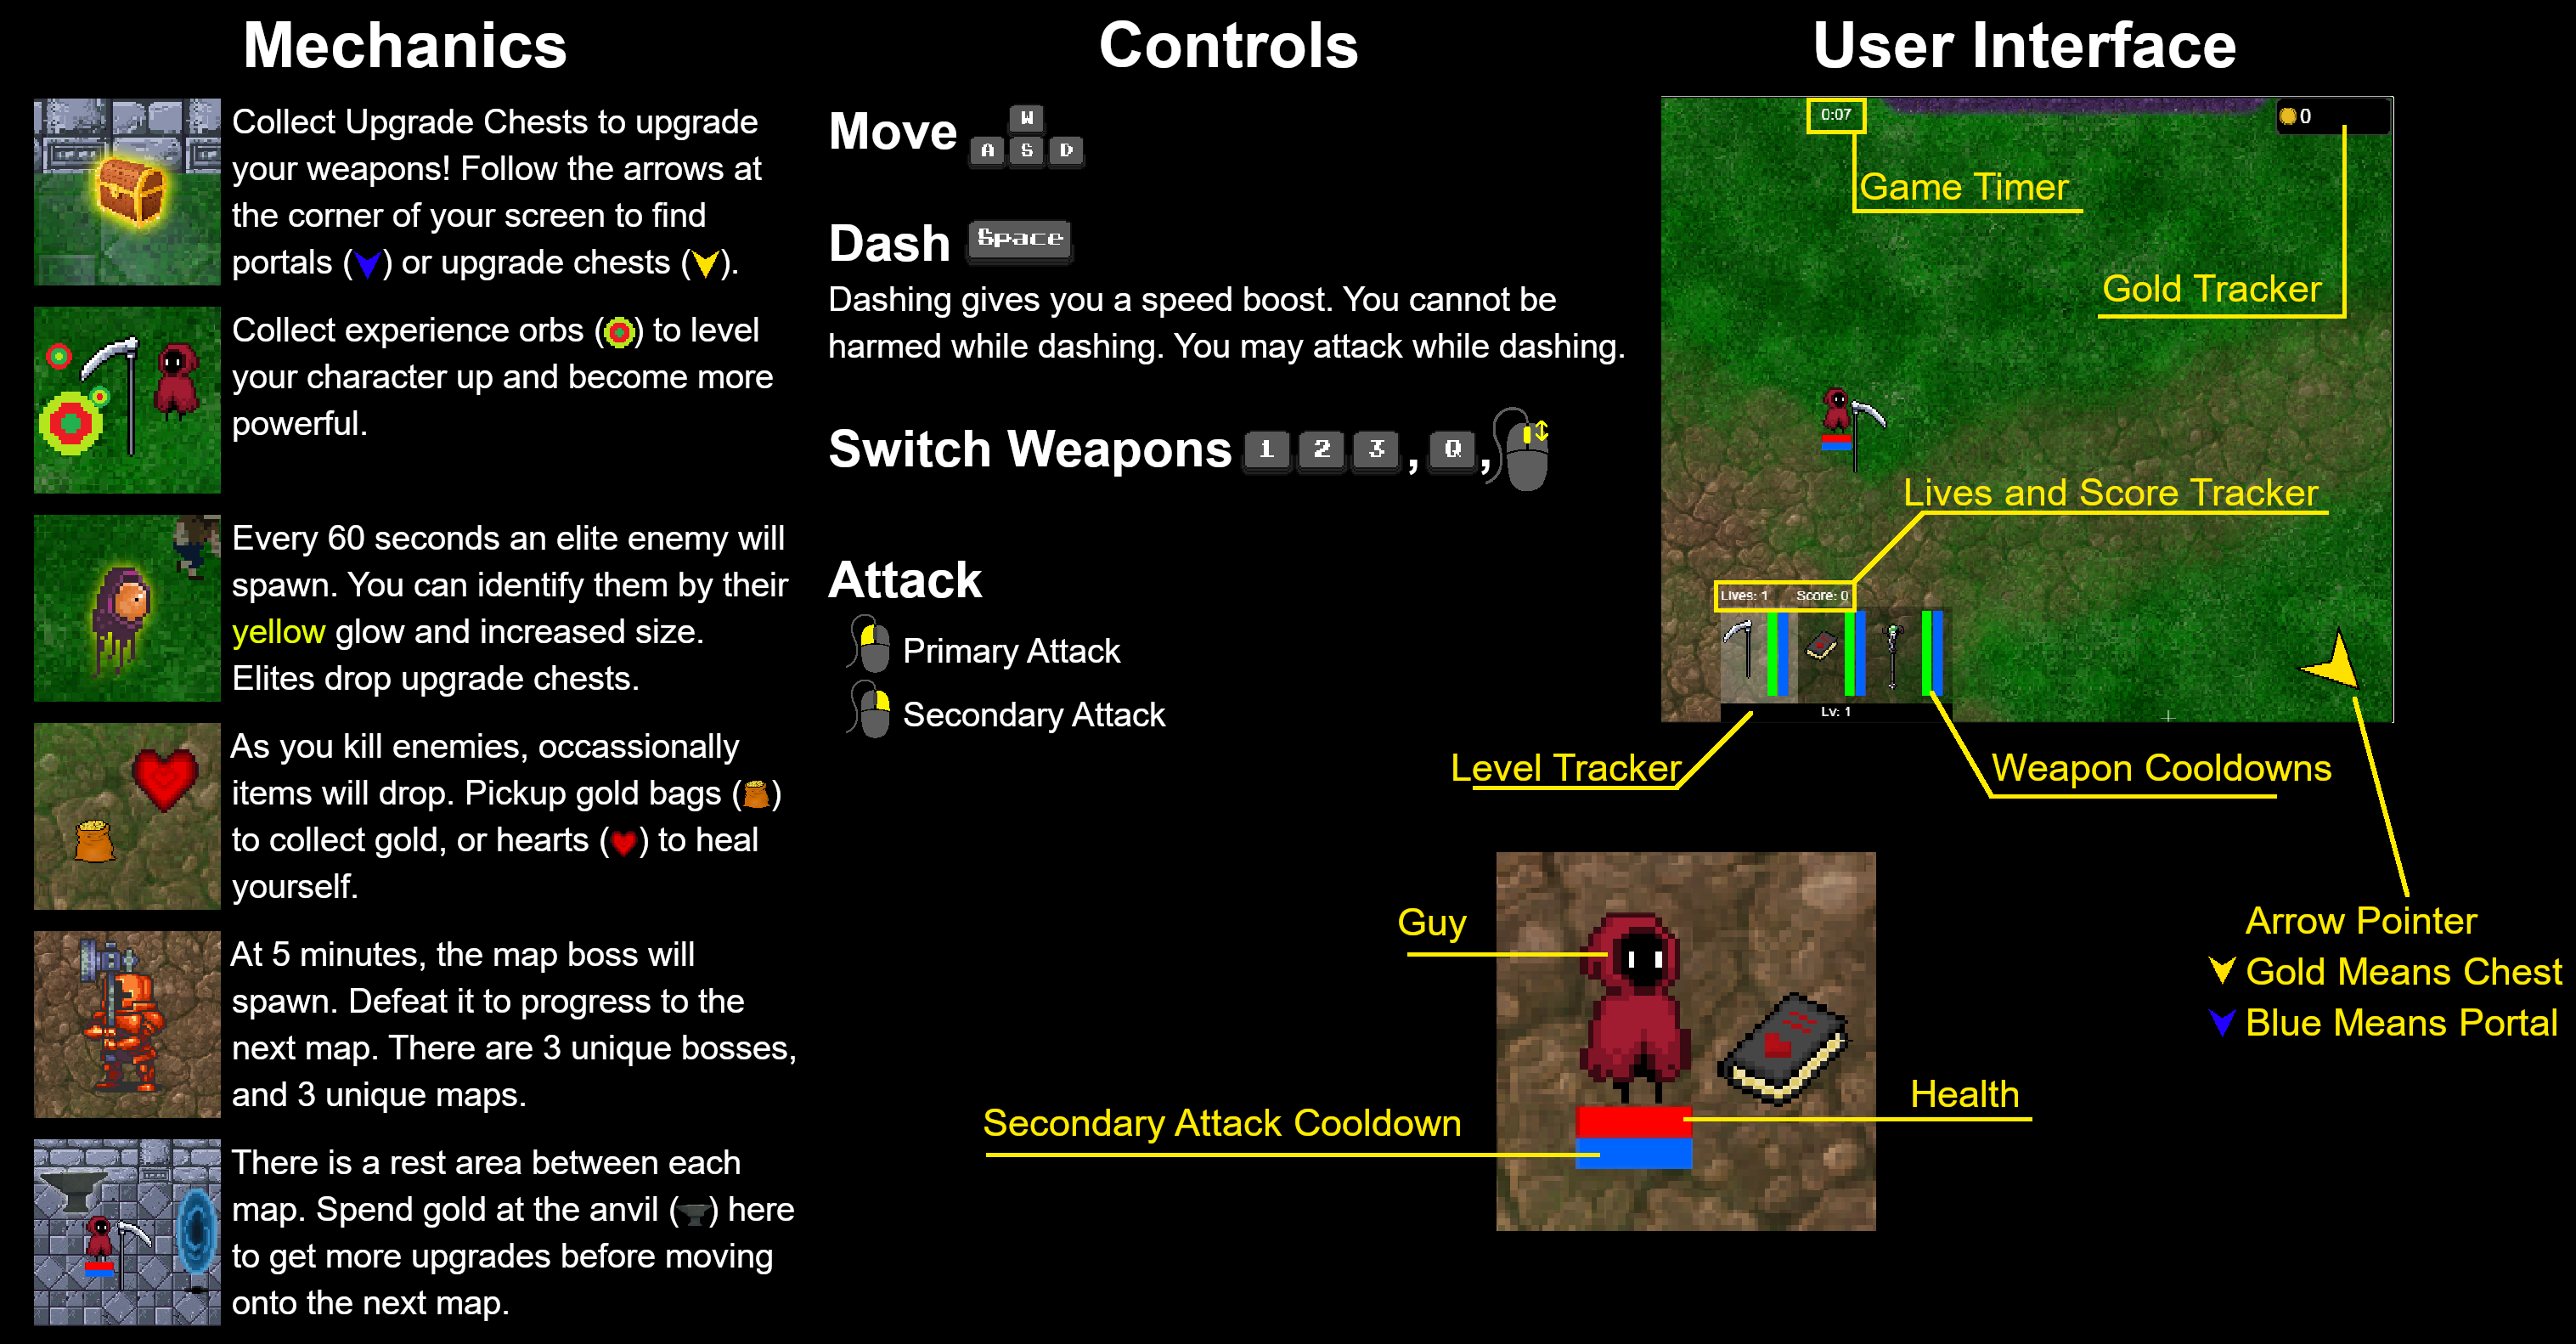 Mechanics
Collect Upgrade Chests to upgrade
your weapons! Follow the arrows at
the corner of your screen to find
portals ( ) or upgrade chests ( ).
Collect experience orbs ( ) to level
your character up and become more
powerful.
Every 60 seconds an elite enemy will
spawn. You can identify them by their
yellow glow and increased size.
Elites drop upgrade chests.
As you kill enemies, occassionally
items will drop. Pickup gold bags ( )
to collect gold, or hearts ( ) to heal
yourself.
At 5 minutes, the map boss will
spawn. Defeat it to progress to the
next map. There are 3 unique bosses,
and 3 unique maps.
There is a rest area between each
map. Spend gold at the anvil ( ) here
to get more upgrades before moving
onto the next map.
Controls
Move W
A S D
Dash Space
Dashing gives you a speed boost. You cannot be
harmed while dashing. You may attack while dashing.
Switch Weapons 1 2 3 , Q ,
Attack
Primary Attack
Secondary Attack
User Interface
0:07
0
Game Timer
Gold Tracker
Lives and Score Tracker
Lives: 1 Score: 0
Lv: 1
Level Tracker
Weapon Cooldowns
Arrow Pointer
Gold Means Chest
Blue Means Portal
Guy
Health
Secondary Attack Cooldown